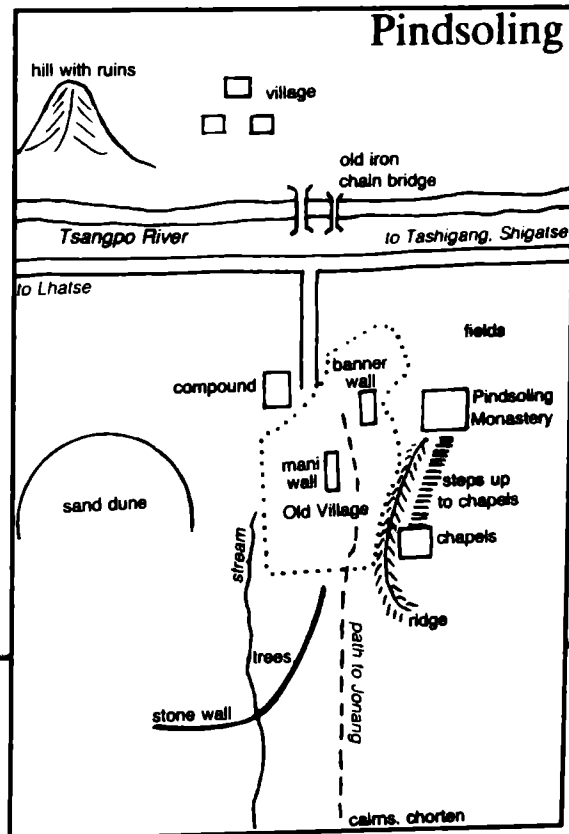 Pindsoling
hill with ruins
village
old iron
chain bridge
Tsangpo River
to Tashigang, Shigatse
to Lhatse
fields
banner
wall
compound
Pindsoling
Monastery
mani
wall
steps up
to chapels
sand dune
Old Village
chapels
stream
ridge
trees
path to Jonang
stone wall
cairns, chorten